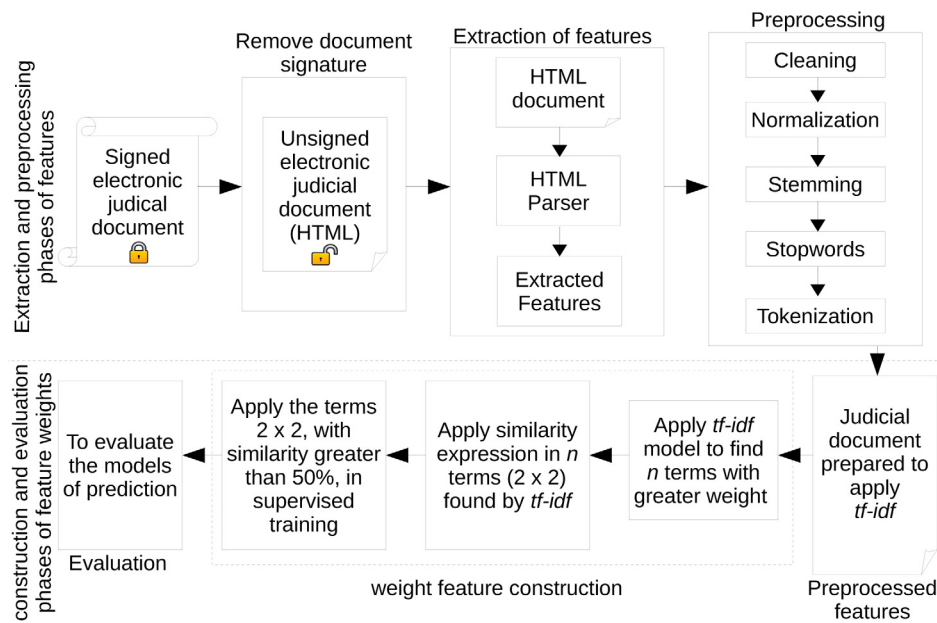 Extraction and preprocessing
phases of features
Signed
electronic
judical
document
Remove document
signature
Unsigned
electronic
judicial
document
(HTML)
Extraction of features
HTML
document
HTML
Parser
Extracted
Features
Preprocessing
Cleaning
Normalization
Stemming
Stopwords
Tokenization
construction and evaluation
phases of feature weights
Judicial
document
prepared to
apply
tf-idf
Preprocessed
features
Apply tf-idf
model to find
n terms with
greater weight
Apply similarity
expression in n
terms (2 x 2)
found by tf-idf
Apply the terms
2 x 2, with
similarity greater
than 50%, in
supervised
training
weight feature construction
To evaluate
the models
of prediction
Evaluation